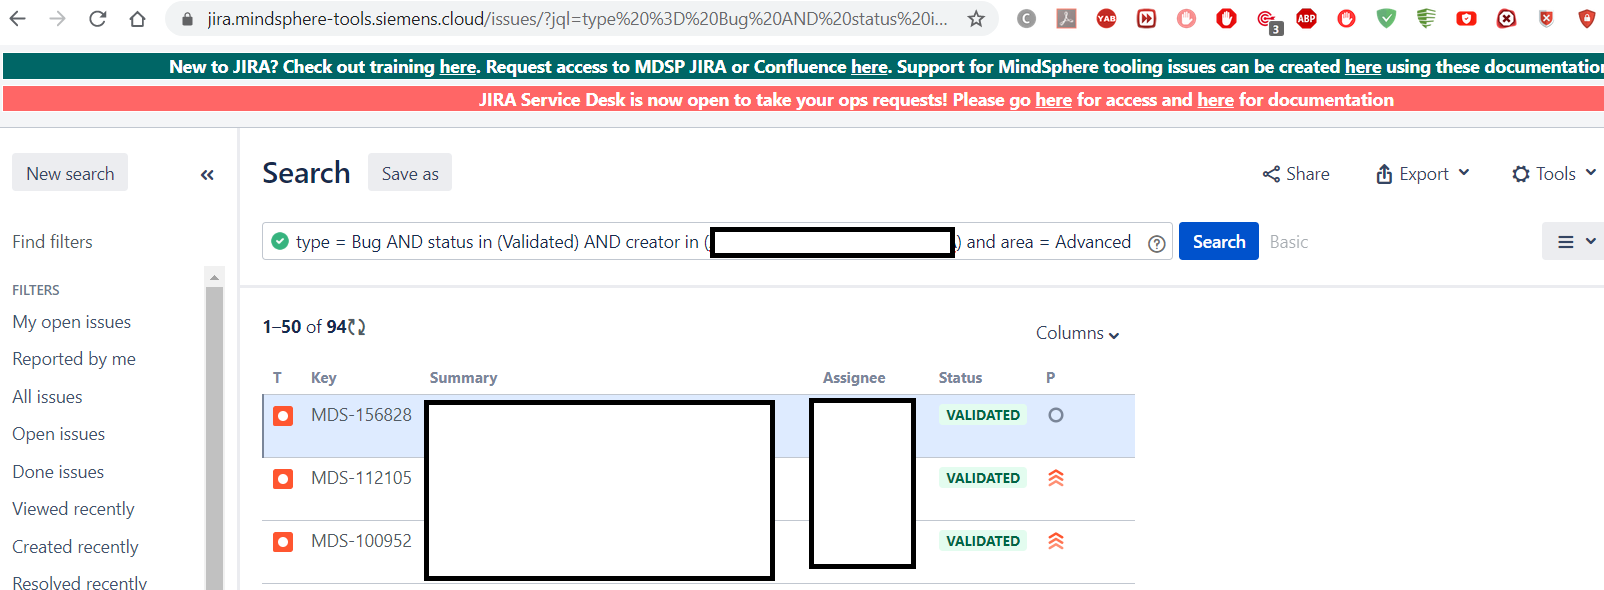 jira.mindsphere-tools.siemens.cloud/issues/?jql=type%20%3D%20Bug%20AND%20status%20i...
C YAB ABP 3
New to JIRA? Check out training here. Request access to MDSP JIRA or Confluence here. Support for MindSphere tooling issues can be created here using these documentation
JIRA Service Desk is now open to take your ops requests! Please go here for access and here for documentation
New search «
Search Save as Share Export Tools
Find filters
type = Bug AND status in (Validated) AND creator in ( ) and area = Advanced ? Search Basic
FILTERS
My open issues
Reported by me
All issues
Open issues
Done issues
Viewed recently
Created recently
Resolved recently
1–50 of 94
Columns
T Key Summary Assignee Status P
MDS-156828 VALIDATED
MDS-112105 VALIDATED
MDS-100952 VALIDATED